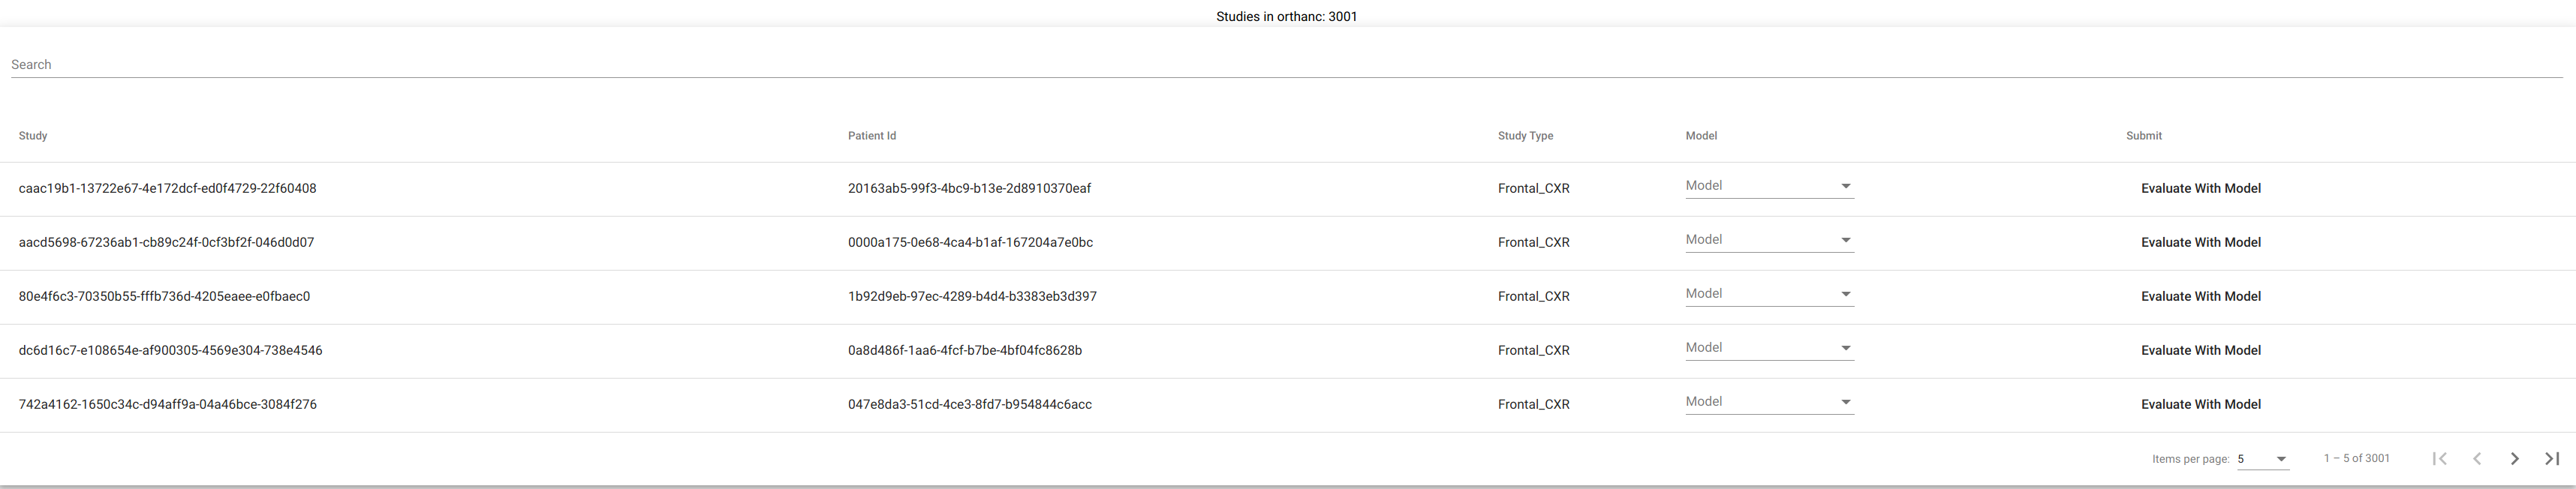 Studies in orthanc: 3001
Search
Study Patient Id Study Type Model Submit
caac19b1-13722e67-4e172dcf-ed0f4729-22f60408 20163ab5-99f3-4bc9-b13e-2d8910370eaf Frontal_CXR Model Evaluate With Model
aacd5698-67236ab1-cb89c24f-0cf3bf2f-046d0d07 0000a175-0e68-4ca4-b1af-167204a7e0bc Frontal_CXR Model Evaluate With Model
80e4f6c3-70350b55-fffb736d-4205eaee-e0fbaec0 1b92d9eb-97ec-4289-b4d4-b3383eb3d397 Frontal_CXR Model Evaluate With Model
dc6d16c7-e108654e-af900305-4569e304-738e4546 0a8d486f-1aa6-4fcf-b7be-4bf04fc8628b Frontal_CXR Model Evaluate With Model
742a4162-1650c34c-d94aff9a-04a46bce-3084f276 047e8da3-51cd-4ce3-8fd7-b954844c6acc Frontal_CXR Model Evaluate With Model
Items per page: 5 1 – 5 of 3001